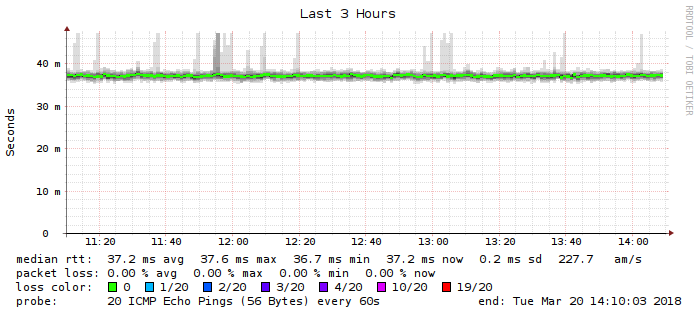 Last 3 Hours
RRDTOOL / TOBI OETIKER
Seconds
40 m
30 m
20 m
10 m
0
11:20 11:40 12:00 12:20 12:40 13:00 13:20 13:40 14:00
median rtt: 37.2 ms avg 37.6 ms max 36.7 ms min 37.2 ms now 0.2 ms sd 227.7 am/s
packet loss: 0.00 % avg 0.00 % max 0.00 % min 0.00 % now
loss color: 0 1/20 2/20 3/20 4/20 10/20 19/20
probe: 20 ICMP Echo Pings (56 Bytes) every 60s end: Tue Mar 20 14:10:03 2018